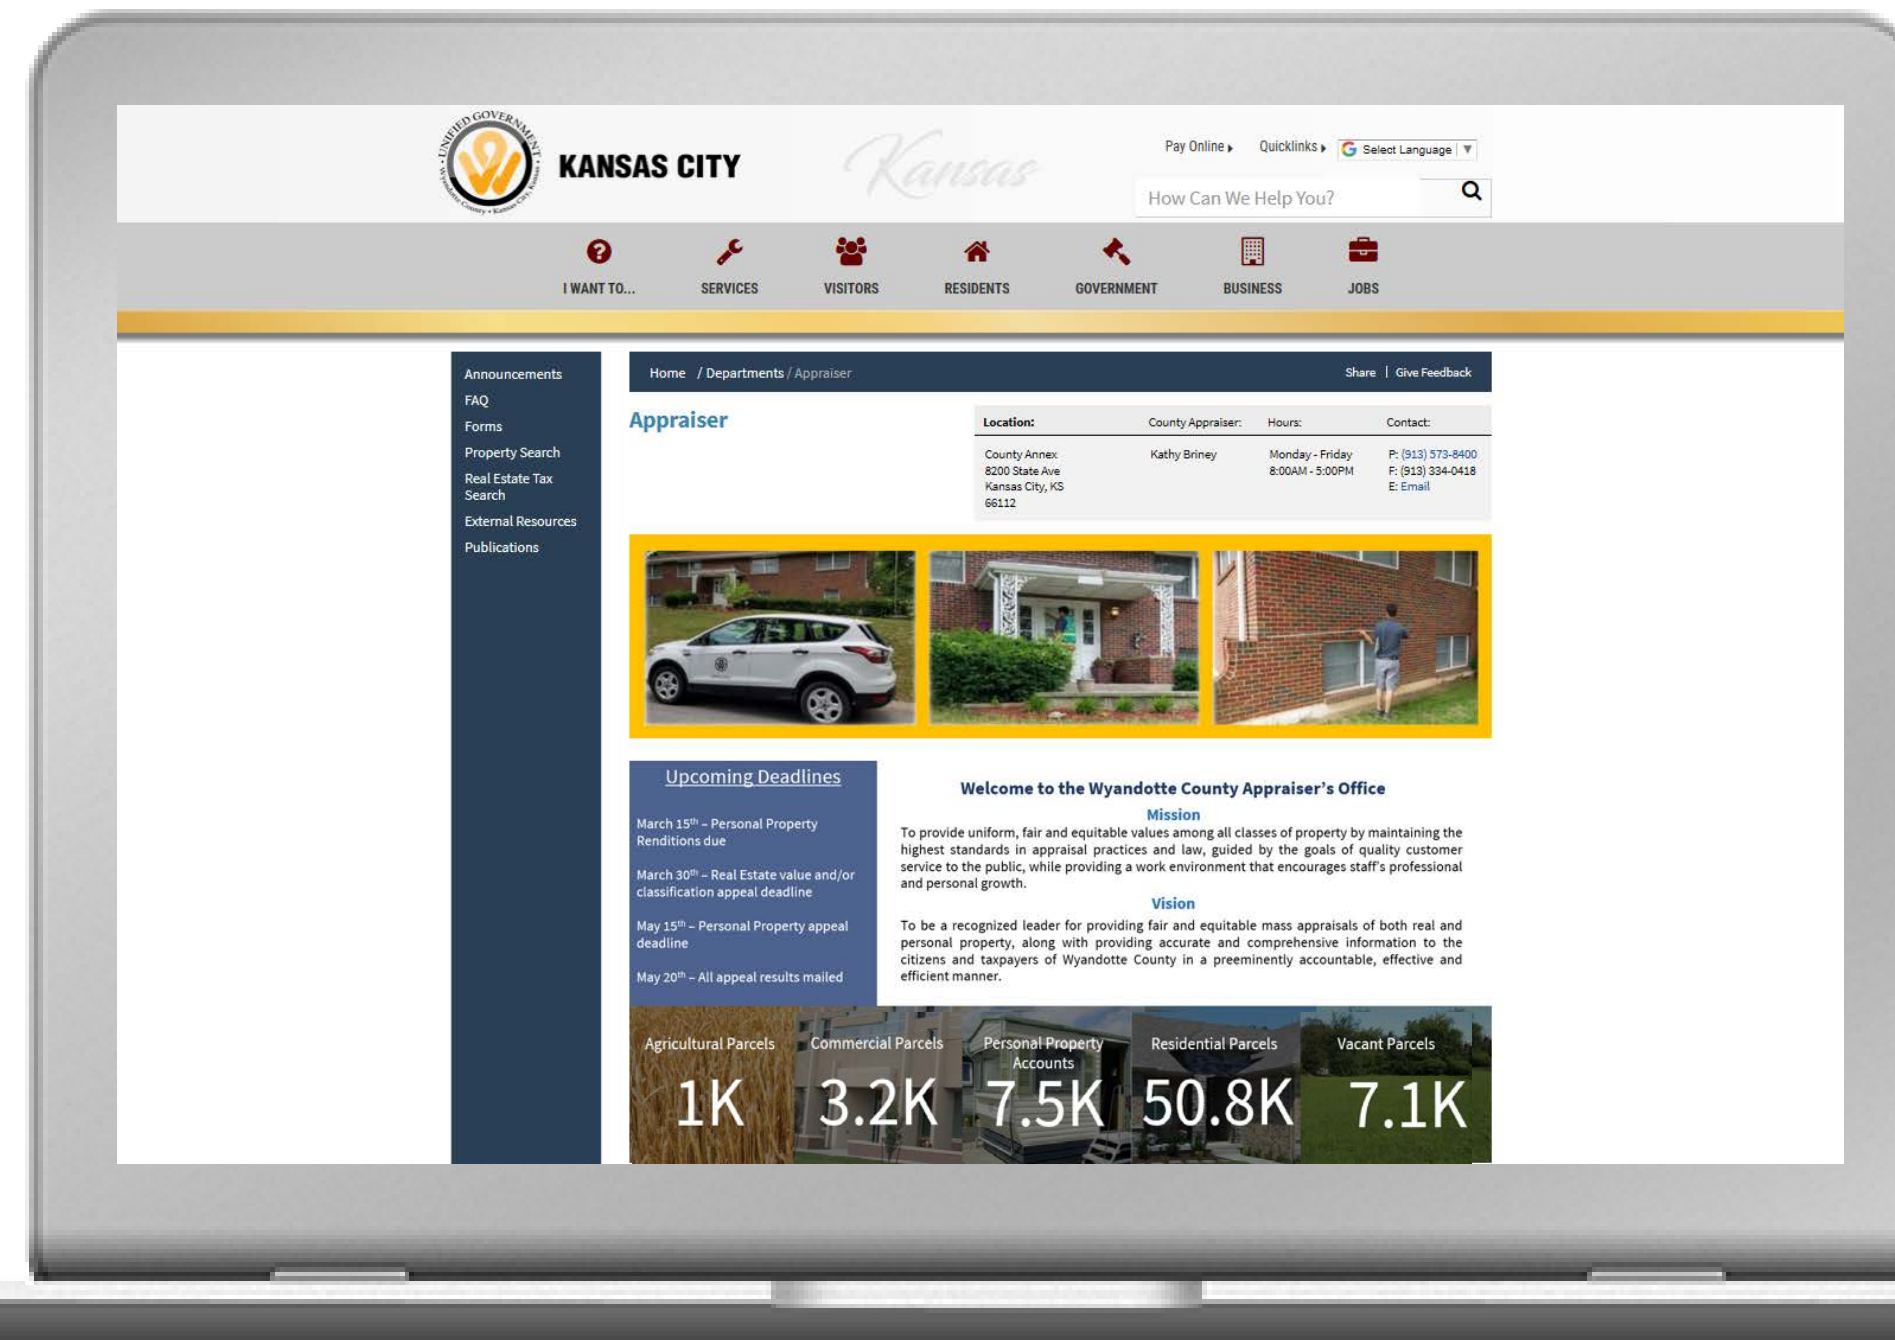 UNIFIED GOVERNMENT
Wyandotte County • Kansas City, Kansas
KANSAS CITY
Kansas
Pay Online
Quicklinks
Select Language
How Can We Help You?
I WANT TO...
SERVICES
VISITORS
RESIDENTS
GOVERNMENT
BUSINESS
JOBS
Announcements
FAQ
Forms
Property Search
Real Estate Tax
Search
External Resources
Publications
Home / Departments / Appraiser
Share | Give Feedback
Appraiser
Location: County Appraiser: Hours: Contact:
County Annex Kathy Briney Monday - Friday P: (913) 573-8400
8200 State Ave 8:00AM - 5:00PM F: (913) 334-0418
Kansas City, KS E: Email
66112
Upcoming Deadlines
March 15th – Personal Property
Renditions due
March 30th – Real Estate value and/or
classification appeal deadline
May 15th – Personal Property appeal
deadline
May 20th – All appeal results mailed
Welcome to the Wyandotte County Appraiser’s Office
Mission
To provide uniform, fair and equitable values among all classes of property by maintaining the
highest standards in appraisal practices and law, guided by the goals of quality customer
service to the public, while providing a work environment that encourages staff’s professional
and personal growth.
Vision
To be a recognized leader for providing fair and equitable mass appraisals of both real and
personal property, along with providing accurate and comprehensive information to the
citizens and taxpayers of Wyandotte County in a preeminently accountable, effective and
efficient manner.
Agricultural Parcels
1K
Commercial Parcels
3.2K
Personal Property
Accounts
7.5K
Residential Parcels
50.8K
Vacant Parcels
7.1K